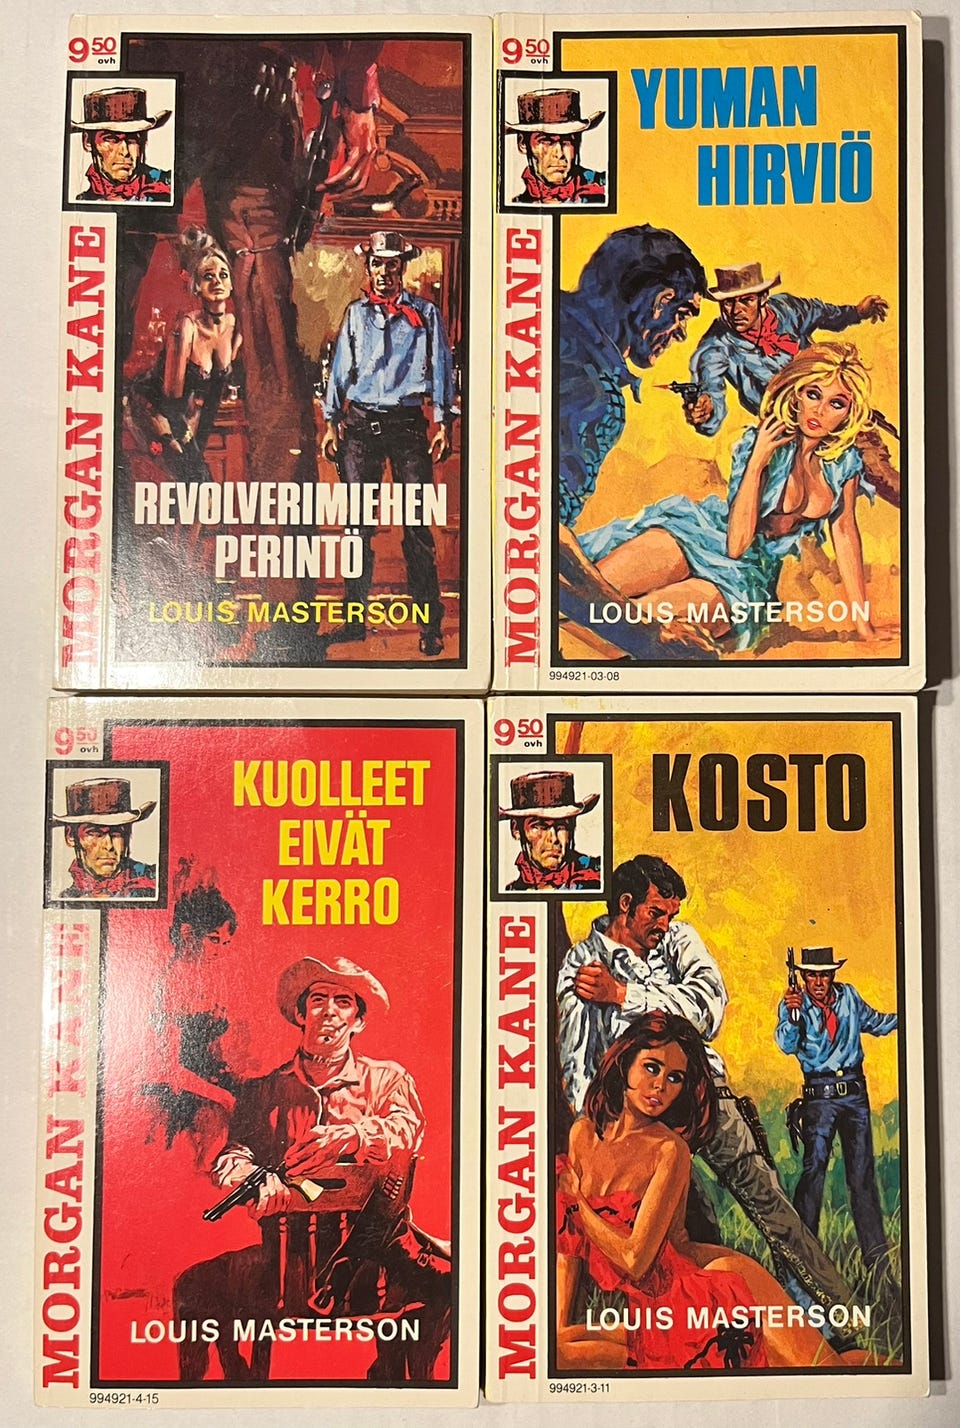 9 50
ovh
MORGAN KANE
REVOLVERIMIEHEN
PERINTÖ
LOUIS MASTERSON
9 50
ovh
YUMAN
HIRVIÖ
MORGAN KANE
LOUIS MASTERSON
994921-03-08
9 50
ovh
KUOLLEET
EIVÄT
KERRO
MORGAN KANE
LOUIS MASTERSON
994921-4-15
9 50
ovh
KOSTO
MORGAN KANE
LOUIS MASTERSON
994921-3-11